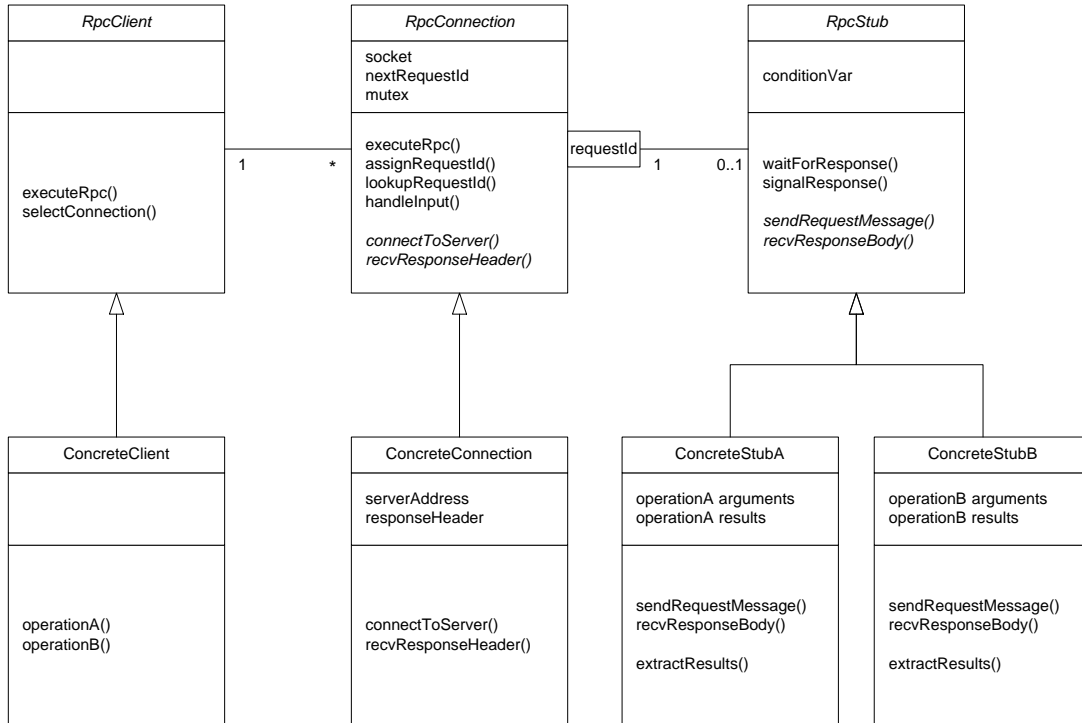 RpcClient
executeRpc()
selectConnection()
1
*
RpcConnection
socket
nextRequestId
mutex
executeRpc()
assignRequestId()
lookupRequestId()
handleInput()
connectToServer()
recvResponseHeader()
requestId
1
0..1
RpcStub
conditionVar
waitForResponse()
signalResponse()
sendRequestMessage()
recvResponseBody()
ConcreteClient
operationA()
operationB()
ConcreteConnection
serverAddress
responseHeader
connectToServer()
recvResponseHeader()
ConcreteStubA
operationA arguments
operationA results
sendRequestMessage()
recvResponseBody()
extractResults()
ConcreteStubB
operationB arguments
operationB results
sendRequestMessage()
recvResponseBody()
extractResults()